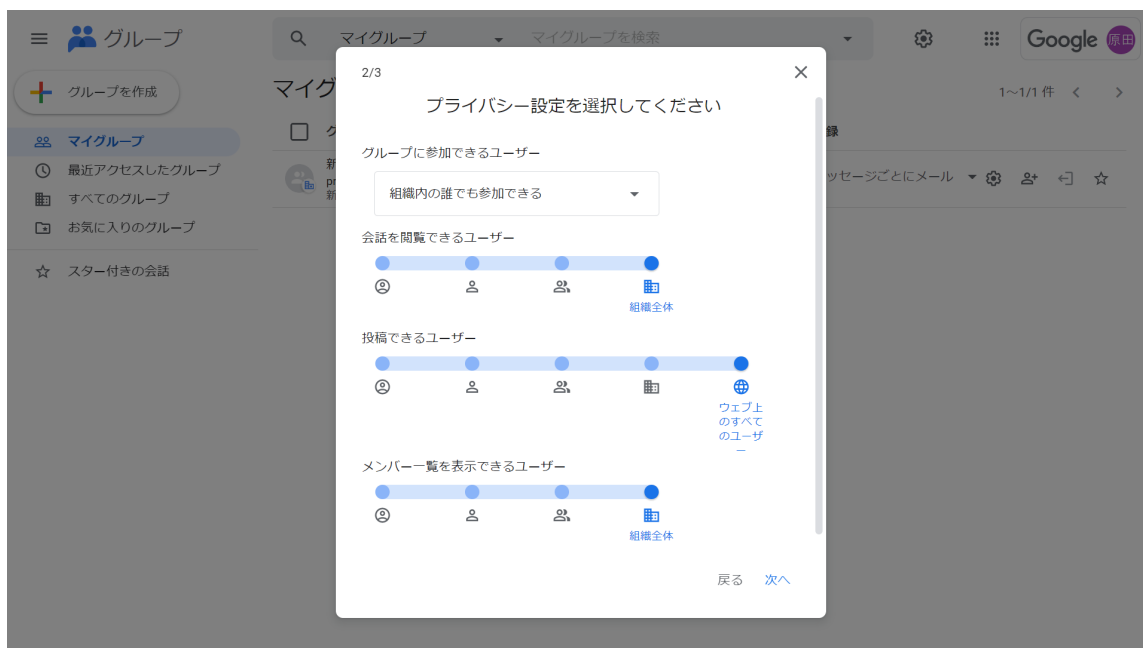 グループ
マイグループ
マイグループを検索
Google
原田
グループを作成
マイグループ
最近アクセスしたグループ
すべてのグループ
お気に入りのグループ
スター付きの会話
マイグ
1～1/1 件
グ
録
新
pr
新
ッセージごとにメール
2/3
プライバシー設定を選択してください
グループに参加できるユーザー
組織内の誰でも参加できる
会話を閲覧できるユーザー
組織全体
投稿できるユーザー
ウェブ上
のすべて
のユーザ
ー
メンバー一覧を表示できるユーザー
組織全体
戻る
次へ